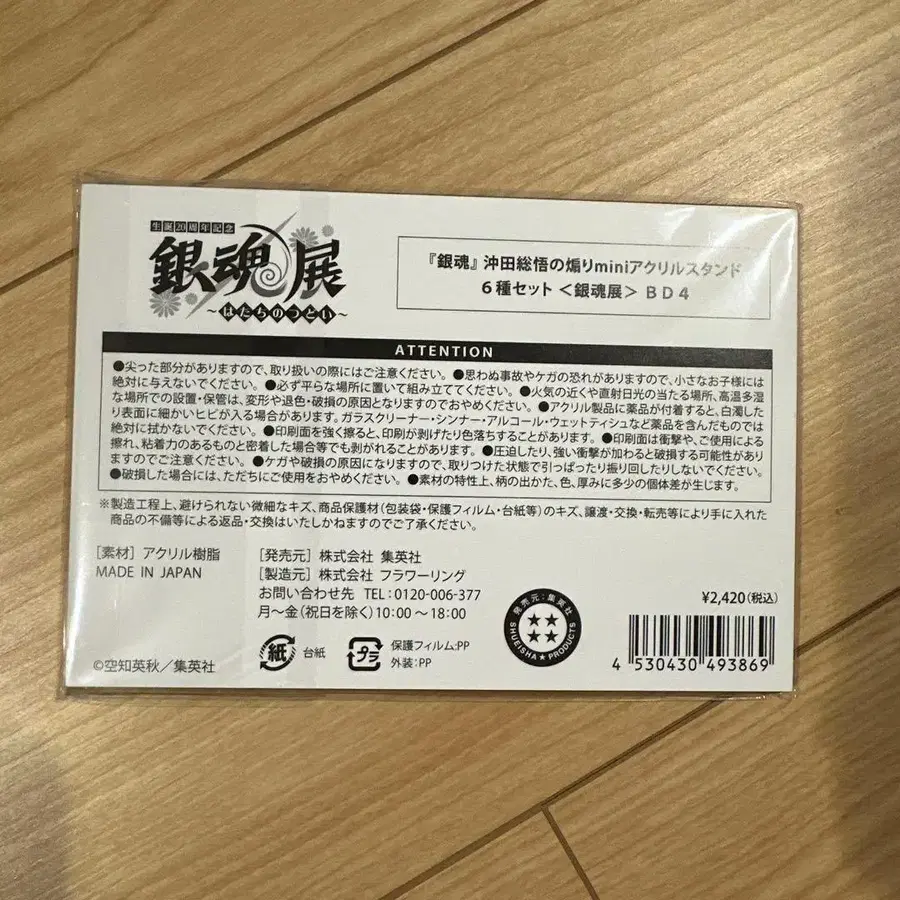 生誕20周年記念
銀魂展
～はたちのつどい～
『銀魂』沖田総悟の煽りminiアクリルスタンド
６種セット＜銀魂展＞ＢＤ４
ATTENTION
●尖った部分がありますので、取り扱いの際にはご注意ください。●思わぬ事故やケガの恐れがありますので、小さなお子様には
絶対に与えないでください。●必ず平らな場所に置いて組み立ててください。●火気の近くや直射日光の当たる場所、高温多湿
な場所での設置・保管は、変形や退色・破損の原因となりますのでおやめください。●アクリル製品に薬品が付着すると、白濁した
り表面に細かいヒビが入る場合があります。ガラスクリーナー・シンナー・アルコール・ウェットティシュなど薬品を含んだものでは
絶対に拭かないでください。●印刷面を強く擦ると、印刷が剥げたり色落ちすることがあります。●印刷面は衝撃や、ご使用による
擦れ、粘着力のあるものと密着した場合等でも剥がれることがあります。●圧迫したり、強い衝撃が加わると破損する可能性があり
ますのでご注意ください。●ケガや破損の原因になりますので、取りつけた状態で引っぱったり振り回したりしないでください。
●破損した場合には、ただちにご使用をおやめください。●素材の特性上、柄の出かた、色、厚みに多少の個体差が生じます。
※製造工程上、避けられない微細なキズ、商品保護材（包装袋・保護フィルム・台紙等）のキズ、譲渡・交換・転売等により手に入れた
商品の不備等による返品・交換はいたしかねますのでご了承ください。
［素材］アクリル樹脂
MADE IN JAPAN
［発売元］株式会社 集英社
［製造元］株式会社 フラワーリング
お問い合わせ先 TEL：0120-006-377
月～金（祝日を除く）10：00～18：00
紙 台紙
プラ 保護フィルム：PP
外装：PP
©空知英秋／集英社
発売元：集英社
SHUEISHA★PRODUCTS
¥2,420（税込）
4 530430 493869